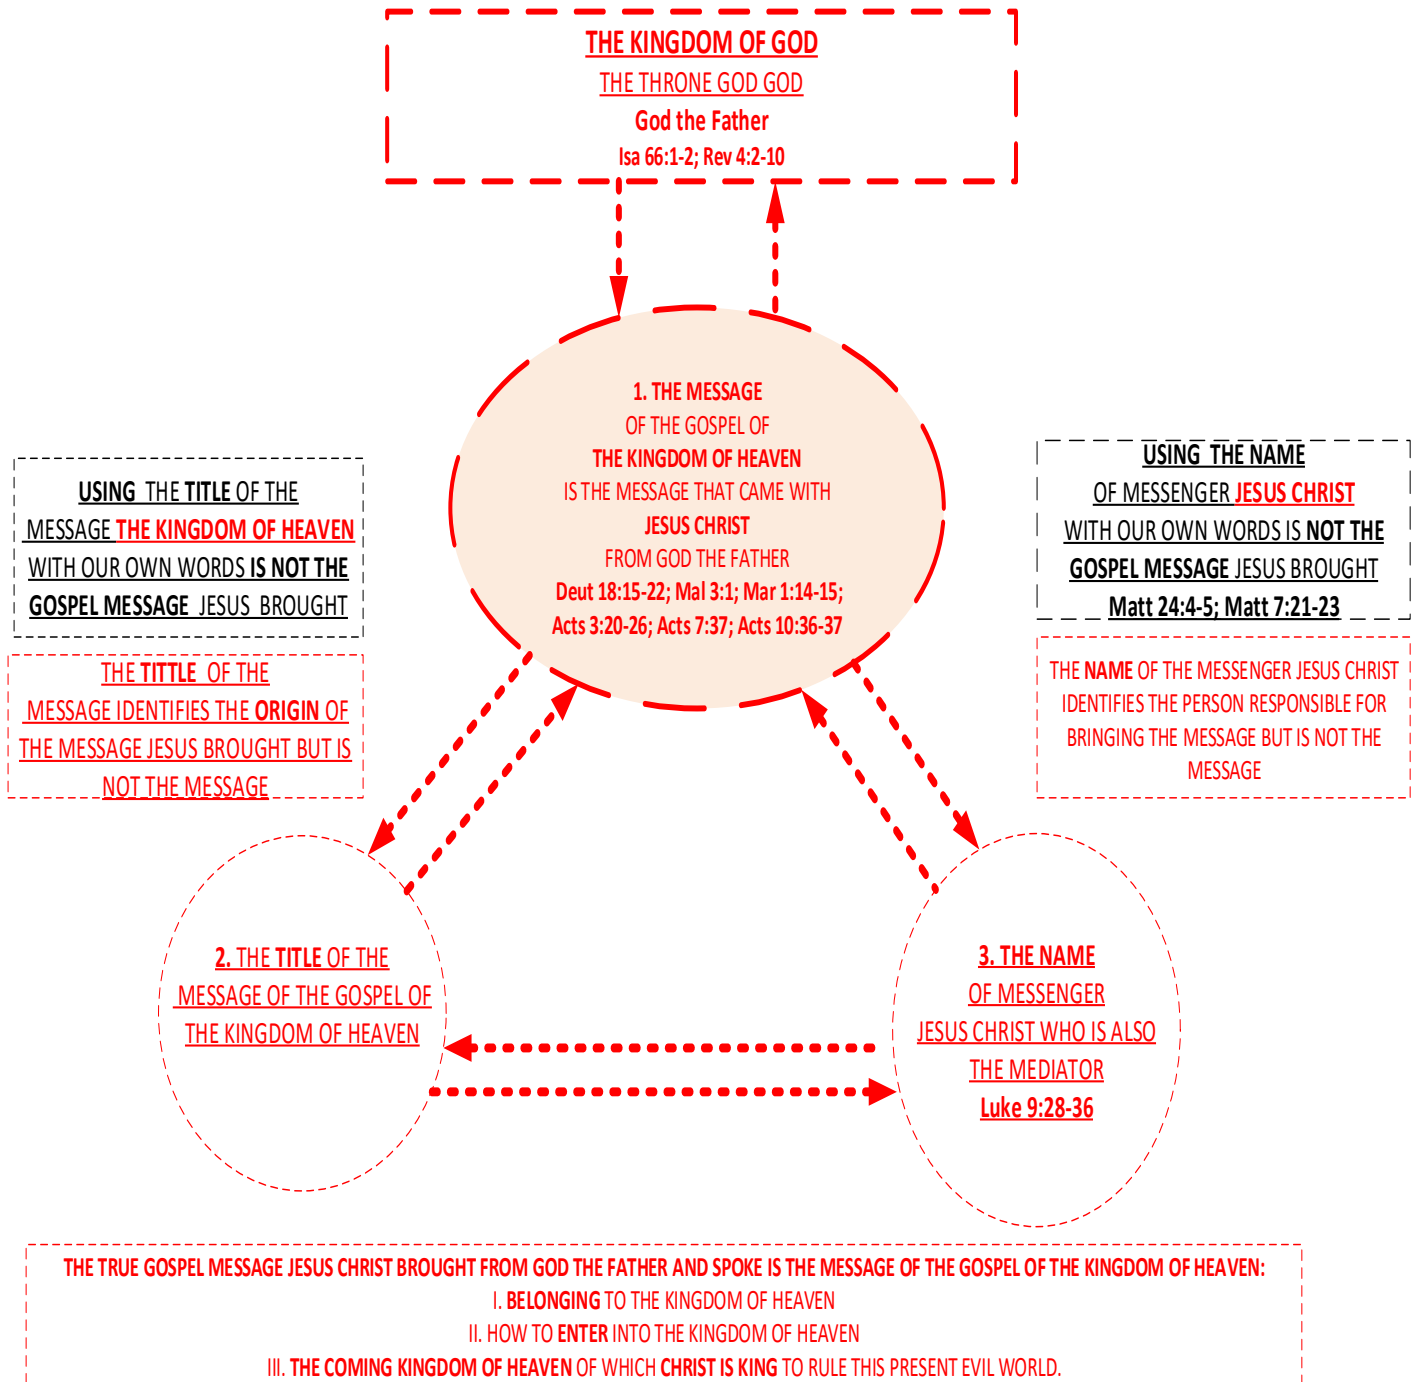 THE KINGDOM OF GOD
THE THRONE GOD GOD
God the Father
Isa 66:1-2; Rev 4:2-10
1. THE MESSAGE
OF THE GOSPEL OF
THE KINGDOM OF HEAVEN
IS THE MESSAGE THAT CAME WITH
JESUS CHRIST
FROM GOD THE FATHER
Deut 18:15-22; Mal 3:1; Mar 1:14-15;
Acts 3:20-26; Acts 7:37; Acts 10:36-37
USING THE TITLE OF THE
MESSAGE THE KINGDOM OF HEAVEN
WITH OUR OWN WORDS IS NOT THE
GOSPEL MESSAGE JESUS BROUGHT
USING THE NAME
OF MESSENGER JESUS CHRIST
WITH OUR OWN WORDS IS NOT THE
GOSPEL MESSAGE JESUS BROUGHT
Matt 24:4-5; Matt 7:21-23
THE TITTLE OF THE
MESSAGE IDENTIFIES THE ORIGIN OF
THE MESSAGE JESUS BROUGHT BUT IS
NOT THE MESSAGE
THE NAME OF THE MESSENGER JESUS CHRIST
IDENTIFIES THE PERSON RESPONSIBLE FOR
BRINGING THE MESSAGE BUT IS NOT THE
MESSAGE
2. THE TITLE OF THE
MESSAGE OF THE GOSPEL OF
THE KINGDOM OF HEAVEN
3. THE NAME
OF MESSENGER
JESUS CHRIST WHO IS ALSO
THE MEDIATOR
Luke 9:28-36
THE TRUE GOSPEL MESSAGE JESUS CHRIST BROUGHT FROM GOD THE FATHER AND SPOKE IS THE MESSAGE OF THE GOSPEL OF THE KINGDOM OF HEAVEN:
I. BELONGING TO THE KINGDOM OF HEAVEN
II. HOW TO ENTER INTO THE KINGDOM OF HEAVEN
III. THE COMING KINGDOM OF HEAVEN OF WHICH CHRIST IS KING TO RULE THIS PRESENT EVIL WORLD.